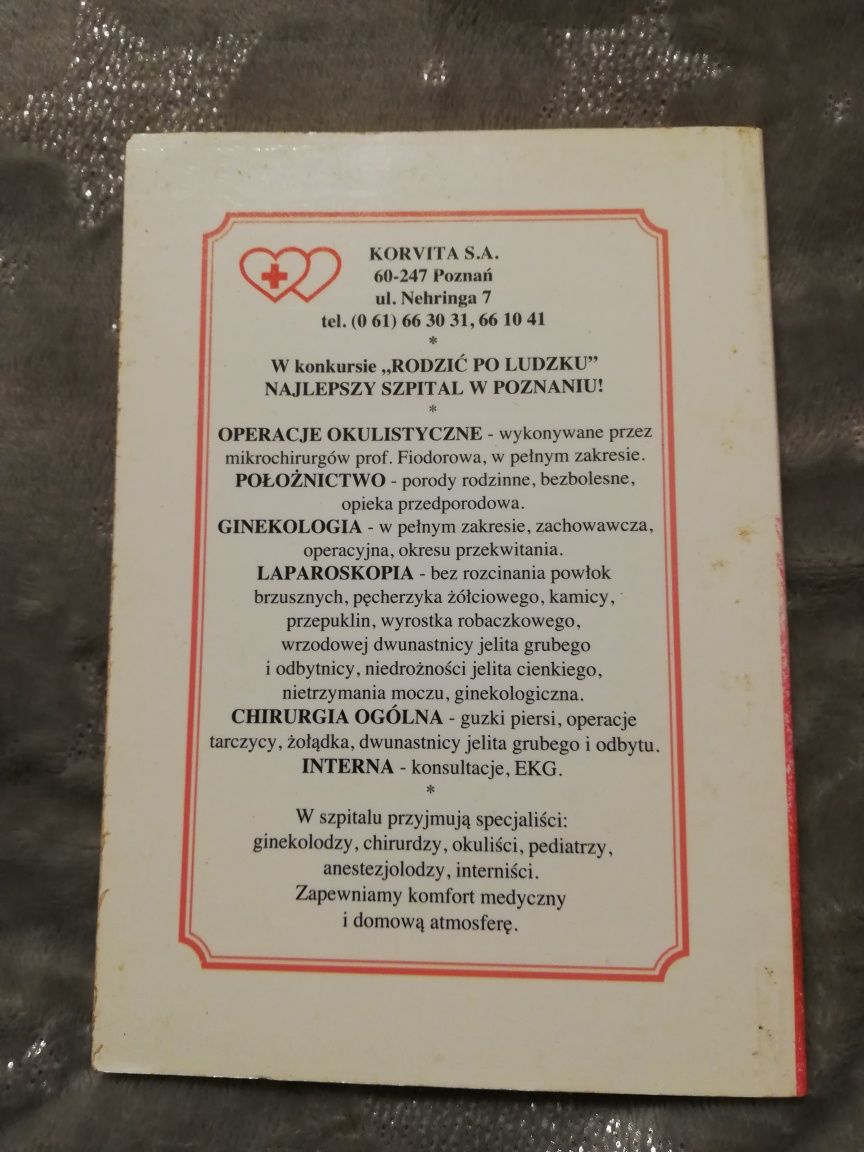 KORVITA S.A.
60-247 Poznań
ul. Nehringa 7
tel. (0 61) 66 30 31, 66 10 41
*
W konkursie „RODZIĆ PO LUDZKU”
NAJLEPSZY SZPITAL W POZNANIU!
*
OPERACJE OKULISTYCZNE - wykonywane przez
mikrochirurgów prof. Fiodorowa, w pełnym zakresie.
POŁOŻNICTWO - porody rodzinne, bezbolesne,
opieka przedporodowa.
GINEKOLOGIA - w pełnym zakresie, zachowawcza,
operacyjna, okresu przekwitania.
LAPAROSKOPIA - bez rozcinania powłok
brzusznych, pęcherzyka żółciowego, kamicy,
przepuklin, wyrostka robaczkowego,
wrzodowej dwunastnicy jelita grubego
i odbytnicy, niedrożności jelita cienkiego,
nietrzymania moczu, ginekologiczna.
CHIRURGIA OGÓLNA - guzki piersi, operacje
tarczycy, żołądka, dwunastnicy jelita grubego i odbytu.
INTERNA - konsultacje, EKG.
*
W szpitalu przyjmują specjaliści:
ginekolodzy, chirurdzy, okuliści, pediatrzy,
anestezjolodzy, interniści.
Zapewniamy komfort medyczny
i domową atmosferę.